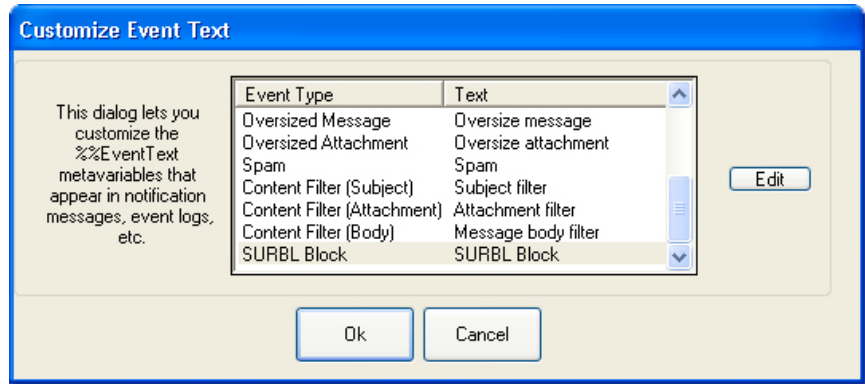 Customize Event Text
This dialog lets you
customize the
%%EventText
metavariables that
appear in notification
messages, event logs,
etc.
Event Type Text
Oversized Message Oversize message
Oversized Attachment Oversize attachment
Spam Spam
Content Filter (Subject) Subject filter
Content Filter (Attachment) Attachment filter
Content Filter (Body) Message body filter
SURBL Block SURBL Block
Edit
Ok Cancel